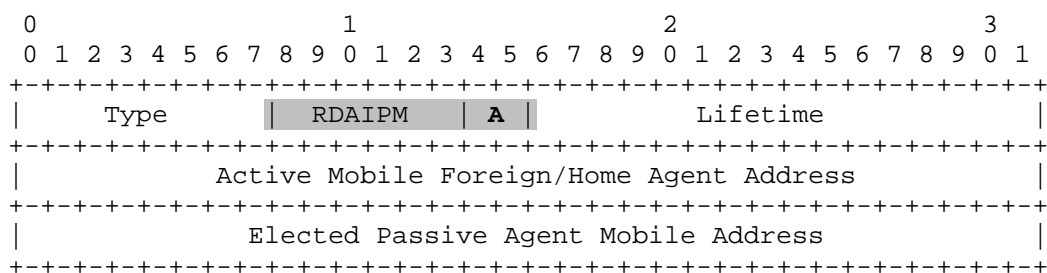 0                   1                   2                   3
0 1 2 3 4 5 6 7 8 9 0 1 2 3 4 5 6 7 8 9 0 1 2 3 4 5 6 7 8 9 0 1
+-+-+-+-+-+-+-+-+-+-+-+-+-+-+-+-+-+-+-+-+-+-+-+-+-+-+-+-+-+-+-+-+
|     Type      |  RDAIPM   | A |          Lifetime             |
+-+-+-+-+-+-+-+-+-+-+-+-+-+-+-+-+-+-+-+-+-+-+-+-+-+-+-+-+-+-+-+-+
|            Active Mobile Foreign/Home Agent Address           |
+-+-+-+-+-+-+-+-+-+-+-+-+-+-+-+-+-+-+-+-+-+-+-+-+-+-+-+-+-+-+-+-+
|              Elected Passive Agent Mobile Address             |
+-+-+-+-+-+-+-+-+-+-+-+-+-+-+-+-+-+-+-+-+-+-+-+-+-+-+-+-+-+-+-+-+